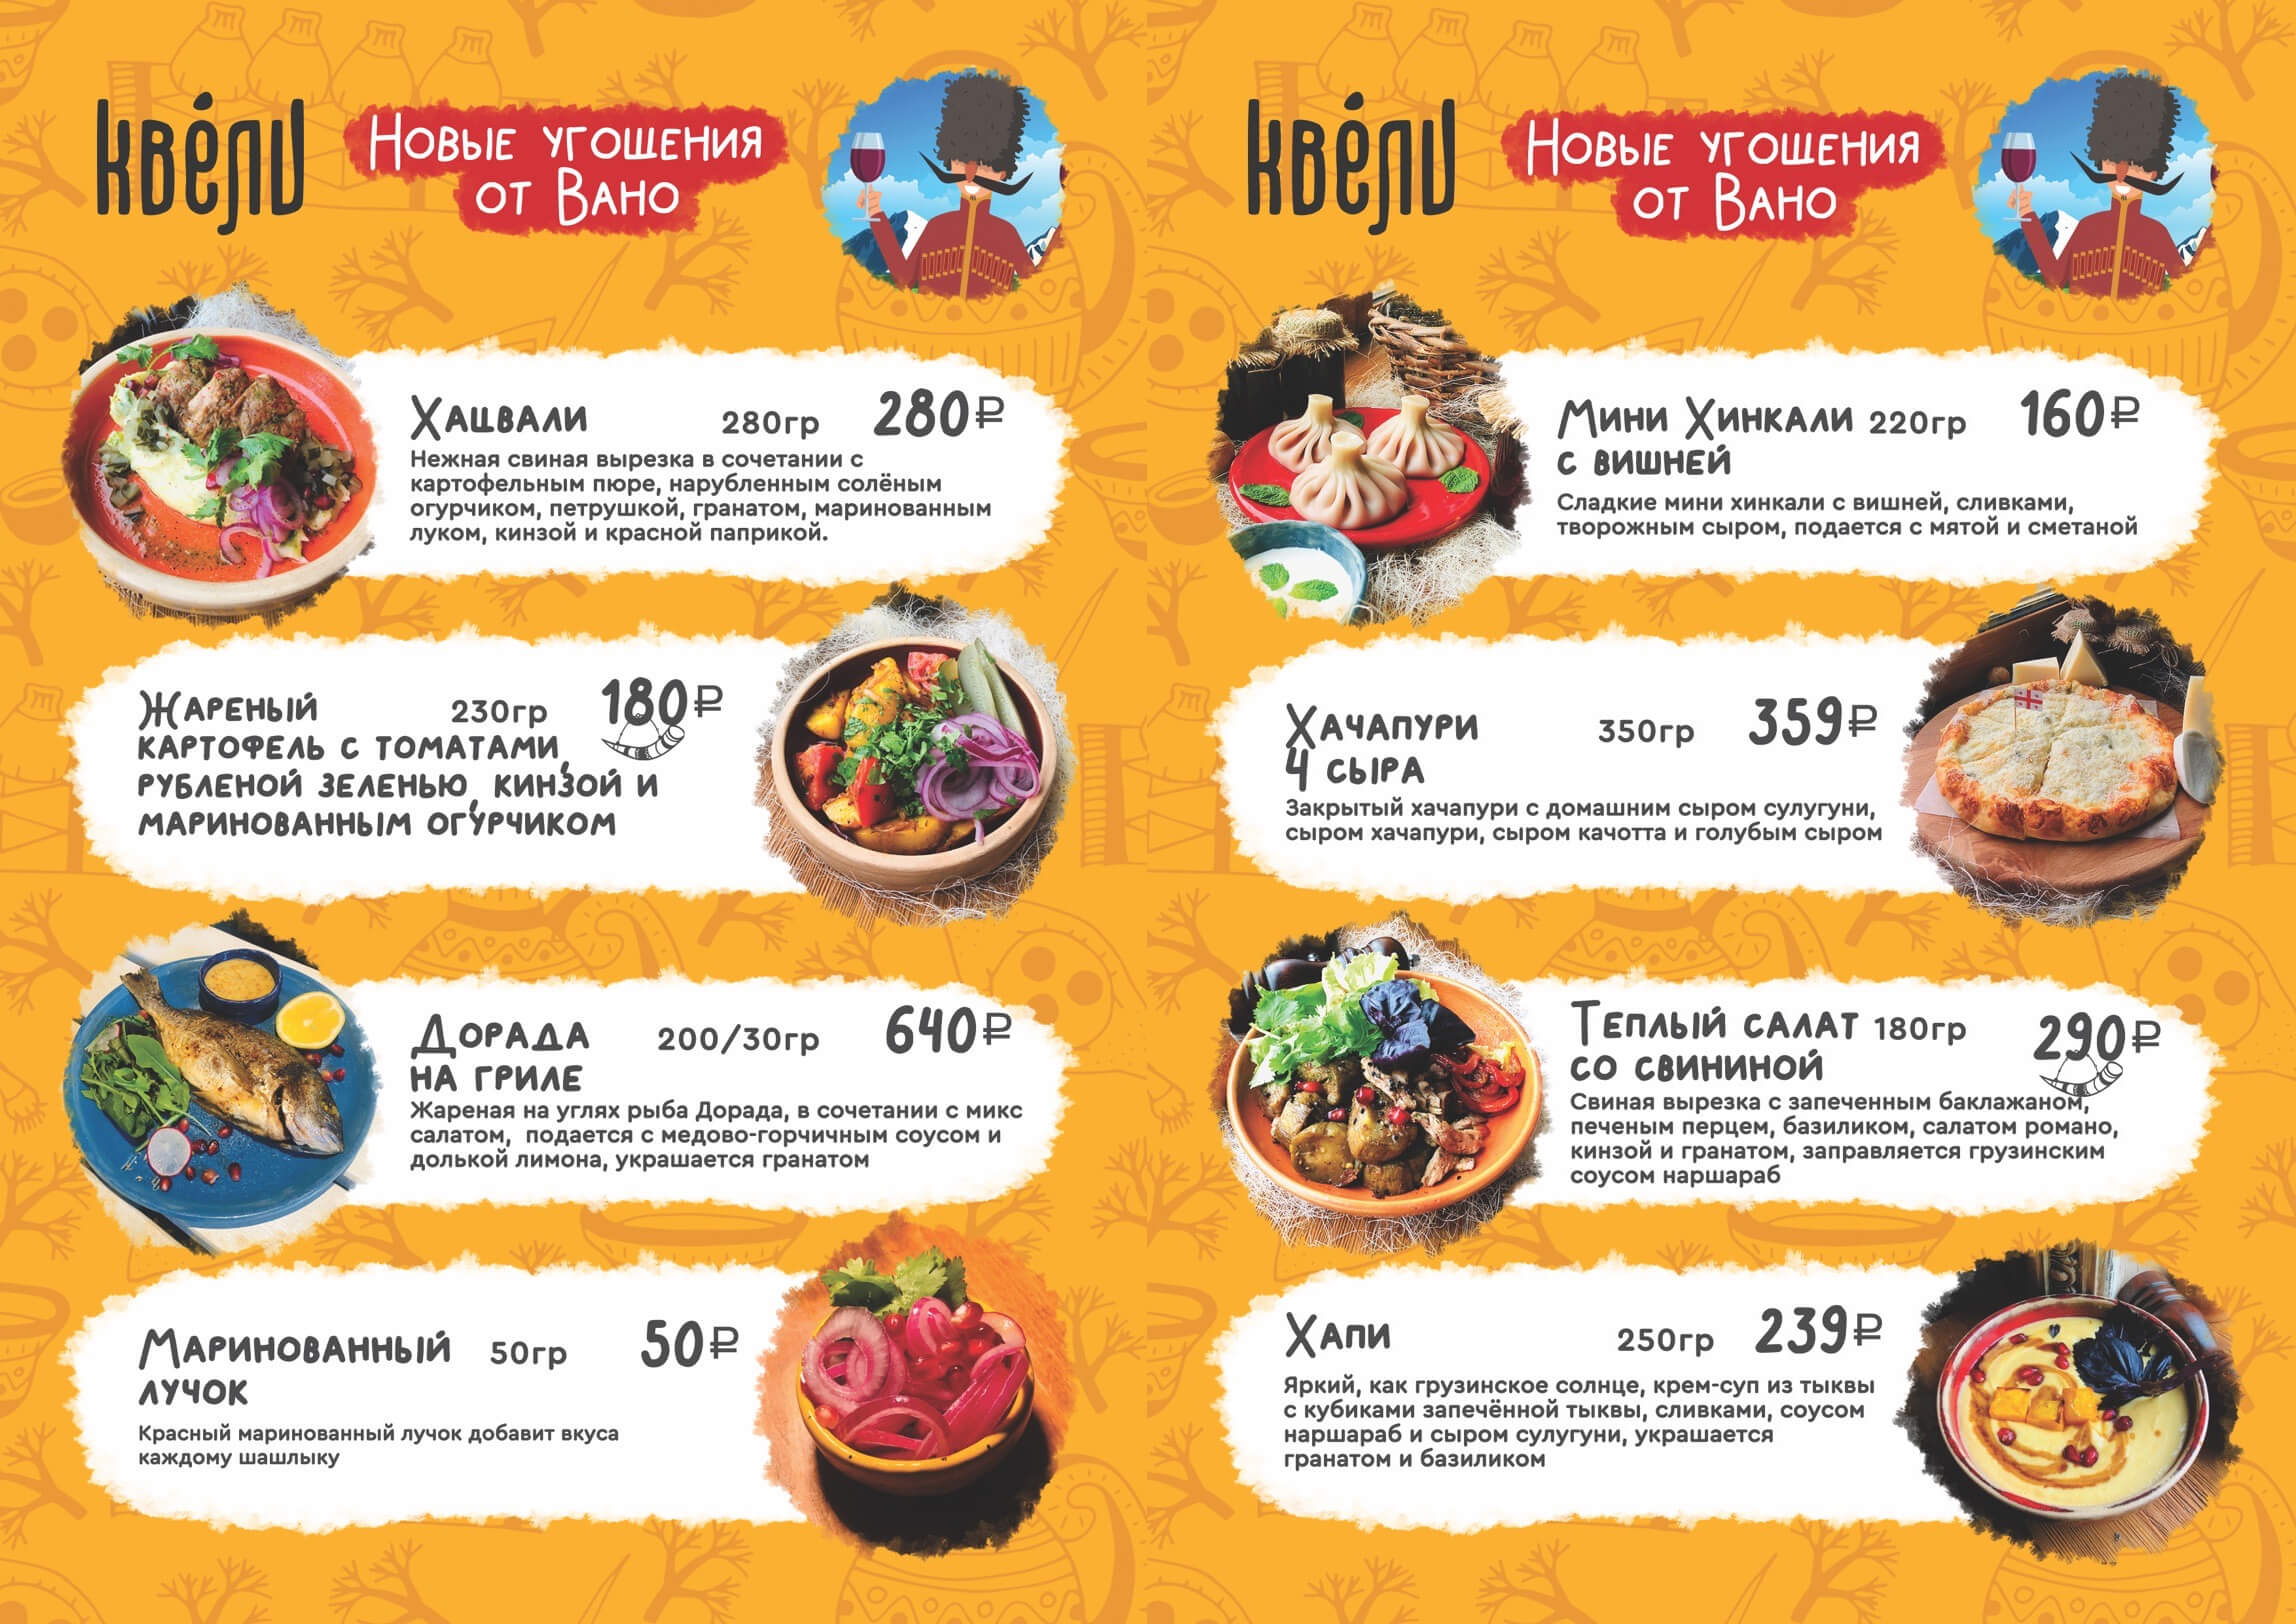 квели
Новые угощения
от Вано
Хацвали 280гр 280₽
Нежная свиная вырезка в сочетании с
картофельным пюре, нарубленным солёным
огурчиком, петрушкой, гранатом, маринованным
луком, кинзой и красной паприкой.
Жареный 230гр 180₽
картофель с томатами,
рубленой зеленью, кинзой и
маринованным огурчиком
Дорада 200/30гр 640₽
на гриле
Жареная на углях рыба Дорада, в сочетании с микс
салатом, подается с медово-горчичным соусом и
долькой лимона, украшается гранатом
Маринованный 50гр 50₽
лучок
Красный маринованный лучок добавит вкуса
каждому шашлыку
квели
Новые угощения
от Вано
Мини Хинкали 220гр 160₽
с вишней
Сладкие мини хинкали с вишней, сливками,
творожным сыром, подается с мятой и сметаной
Хачапури 350гр 359₽
4 сыра
Закрытый хачапури с домашним сыром сулугуни,
сыром хачапури, сыром качотта и голубым сыром
Теплый салат 180гр 290₽
со свининой
Свиная вырезка с запеченным баклажаном,
печеным перцем, базиликом, салатом романо,
кинзой и гранатом, заправляется грузинским
соусом наршараб
Хапи 250гр 239₽
Яркий, как грузинское солнце, крем-суп из тыквы
с кубиками запечённой тыквы, сливками, соусом
наршараб и сыром сулугуни, украшается
гранатом и базиликом